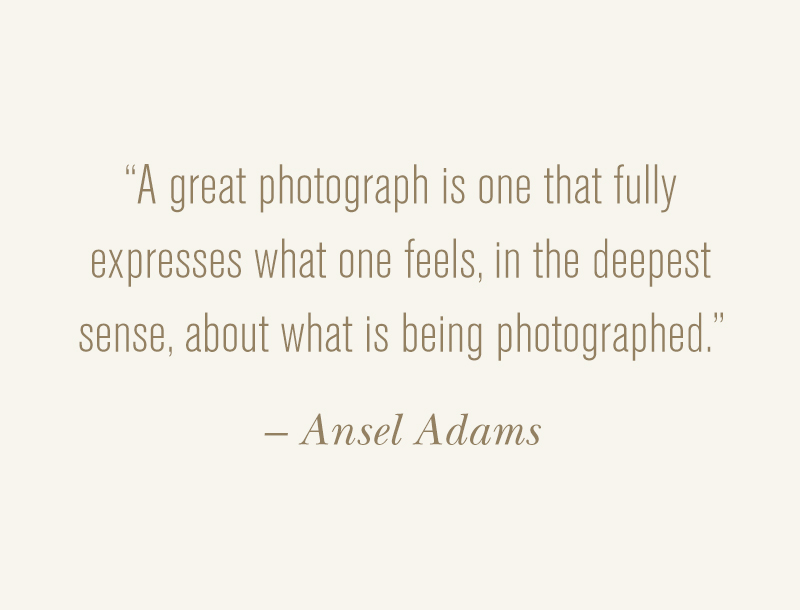 “A great photograph is one that fully
expresses what one feels, in the deepest
sense, about what is being photographed.”
– Ansel Adams